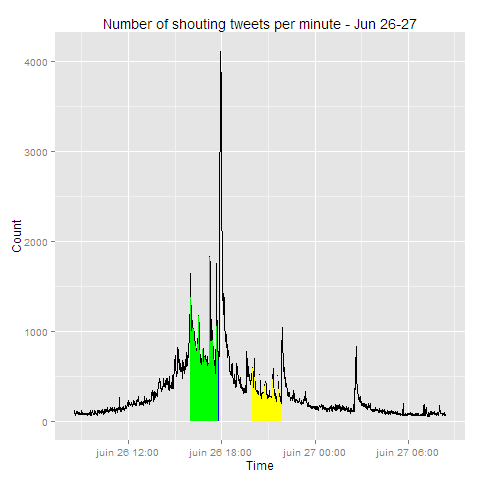 Number of shouting tweets per minute - Jun 26-27
Count
4000
3000
2000
1000
0
juin 26 12:00 juin 26 18:00 juin 27 00:00 juin 27 06:00
Time